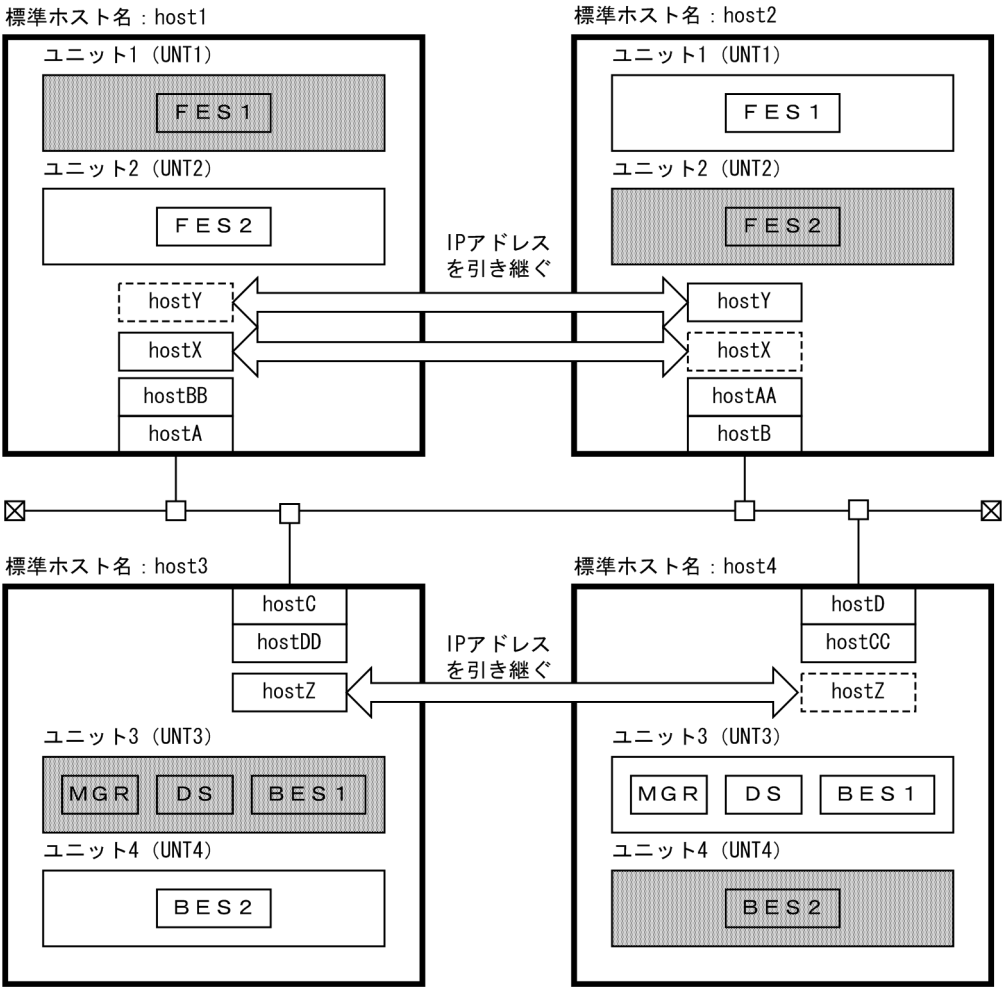 標準ホスト名：host1
ユニット1（UNT1）
ＦＥＳ１
ユニット2（UNT2）
ＦＥＳ２
hostY
hostX
hostBB
hostA
標準ホスト名：host2
ユニット1（UNT1）
ＦＥＳ１
ユニット2（UNT2）
ＦＥＳ２
hostY
hostX
hostAA
hostB
IPアドレス
を引き継ぐ
標準ホスト名：host3
hostC
hostDD
hostZ
ユニット3（UNT3）
ＭＧＲ ＤＳ ＢＥＳ１
ユニット4（UNT4）
ＢＥＳ２
標準ホスト名：host4
hostD
hostCC
hostZ
ユニット3（UNT3）
ＭＧＲ ＤＳ ＢＥＳ１
ユニット4（UNT4）
ＢＥＳ２
IPアドレス
を引き継ぐ